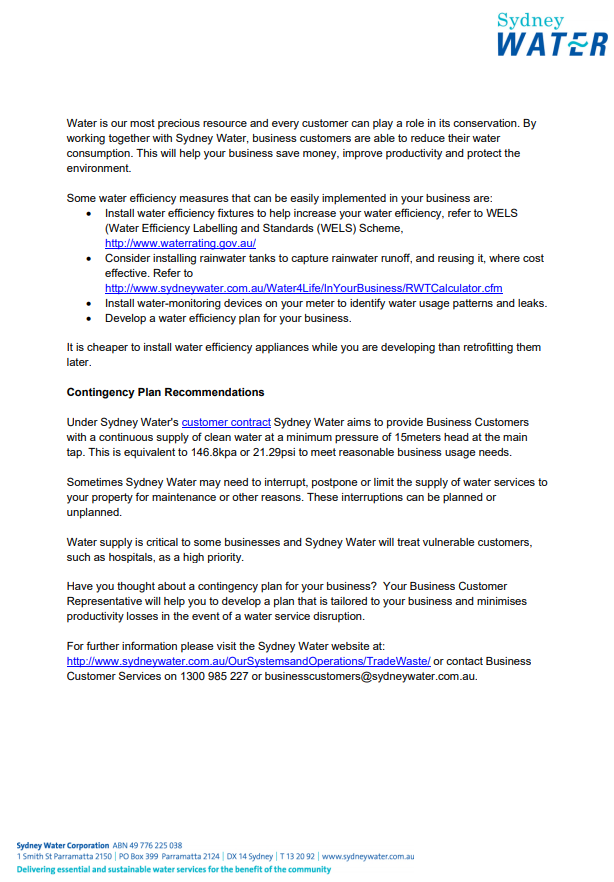 Sydney
WATER
Water is our most precious resource and every customer can play a role in its conservation. By
working together with Sydney Water, business customers are able to reduce their water
consumption. This will help your business save money, improve productivity and protect the
environment.
Some water efficiency measures that can be easily implemented in your business are:
• Install water efficiency fixtures to help increase your water efficiency, refer to WELS
(Water Efficiency Labelling and Standards (WELS) Scheme,
http://www.waterrating.gov.au/
• Consider installing rainwater tanks to capture rainwater runoff, and reusing it, where cost
effective. Refer to
http://www.sydneywater.com.au/Water4Life/InYourBusiness/RWTCalculator.cfm
• Install water-monitoring devices on your meter to identify water usage patterns and leaks.
• Develop a water efficiency plan for your business.
It is cheaper to install water efficiency appliances while you are developing than retrofitting them
later.
Contingency Plan Recommendations
Under Sydney Water's customer contract Sydney Water aims to provide Business Customers
with a continuous supply of clean water at a minimum pressure of 15meters head at the main
tap. This is equivalent to 146.8kpa or 21.29psi to meet reasonable business usage needs.
Sometimes Sydney Water may need to interrupt, postpone or limit the supply of water services to
your property for maintenance or other reasons. These interruptions can be planned or
unplanned.
Water supply is critical to some businesses and Sydney Water will treat vulnerable customers,
such as hospitals, as a high priority.
Have you thought about a contingency plan for your business? Your Business Customer
Representative will help you to develop a plan that is tailored to your business and minimises
productivity losses in the event of a water service disruption.
For further information please visit the Sydney Water website at:
http://www.sydneywater.com.au/OurSystemsandOperations/TradeWaste/ or contact Business
Customer Services on 1300 985 227 or businesscustomers@sydneywater.com.au.
Sydney Water Corporation ABN 49 776 225 038
1 Smith St Parramatta 2150 | PO Box 399 Parramatta 2124 | DX 14 Sydney | T 13 20 92 | www.sydneywater.com.au
Delivering essential and sustainable water services for the benefit of the community